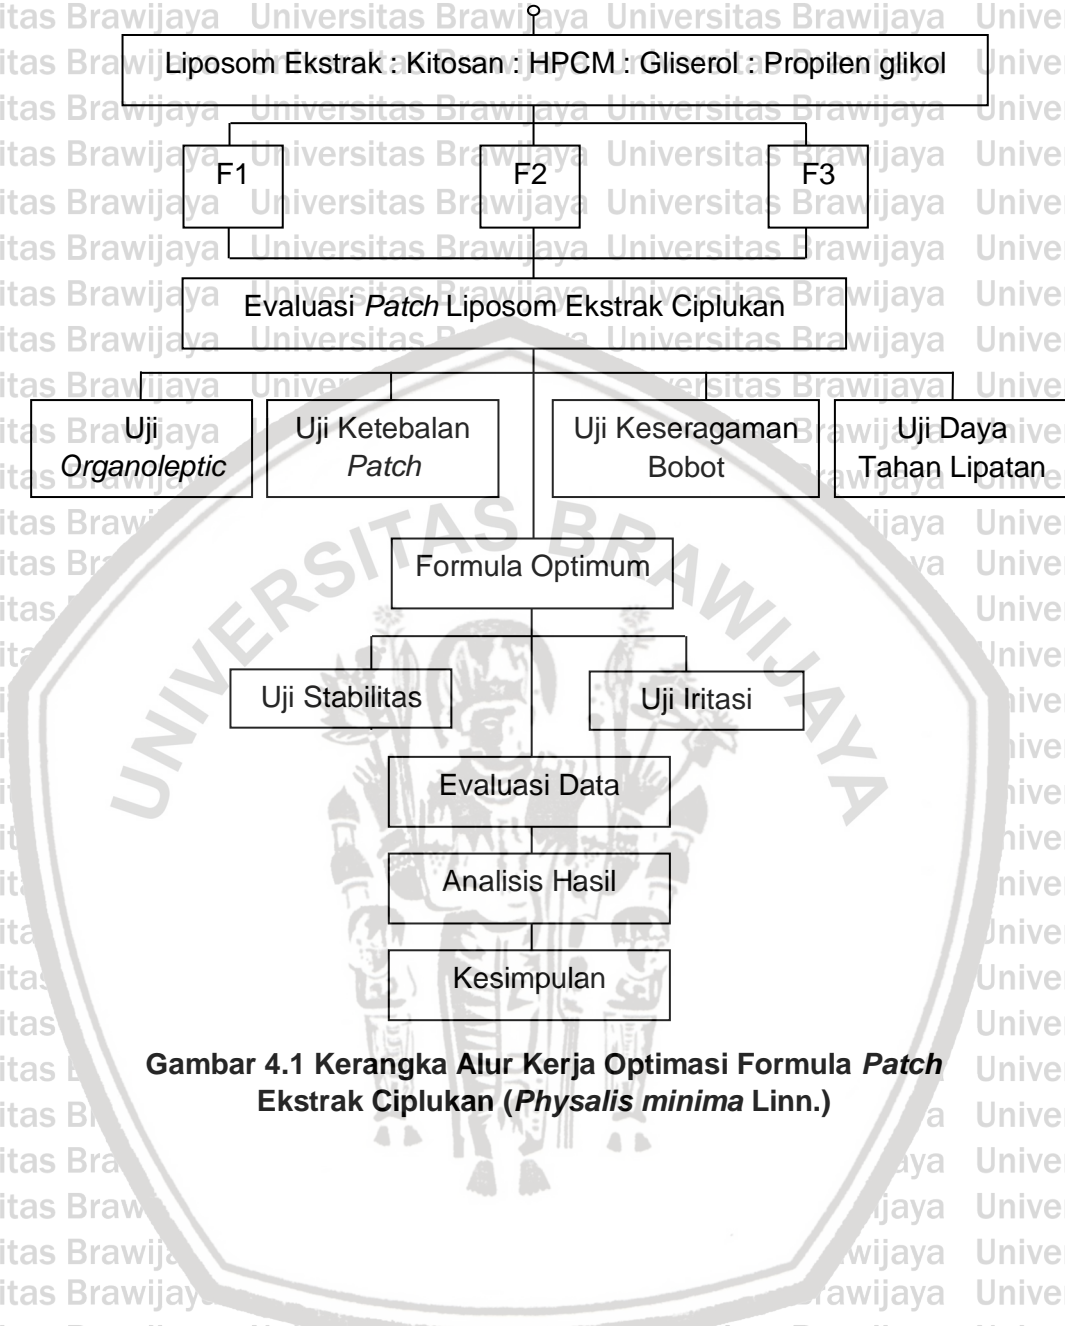 Liposom Ekstrak : Kitosan : HPCM : Gliserol : Propilen glikol
F1
F2
F3
Evaluasi Patch Liposom Ekstrak Ciplukan
Uji
Organoleptic
Uji Ketebalan
Patch
Uji Keseragaman
Bobot
Uji Daya
Tahan Lipatan
Formula Optimum
Uji Stabilitas
Uji Iritasi
Evaluasi Data
Analisis Hasil
Kesimpulan
Gambar 4.1 Kerangka Alur Kerja Optimasi Formula Patch
Ekstrak Ciplukan (Physalis minima Linn.)
UNIVERSITAS BRAWIJAYA